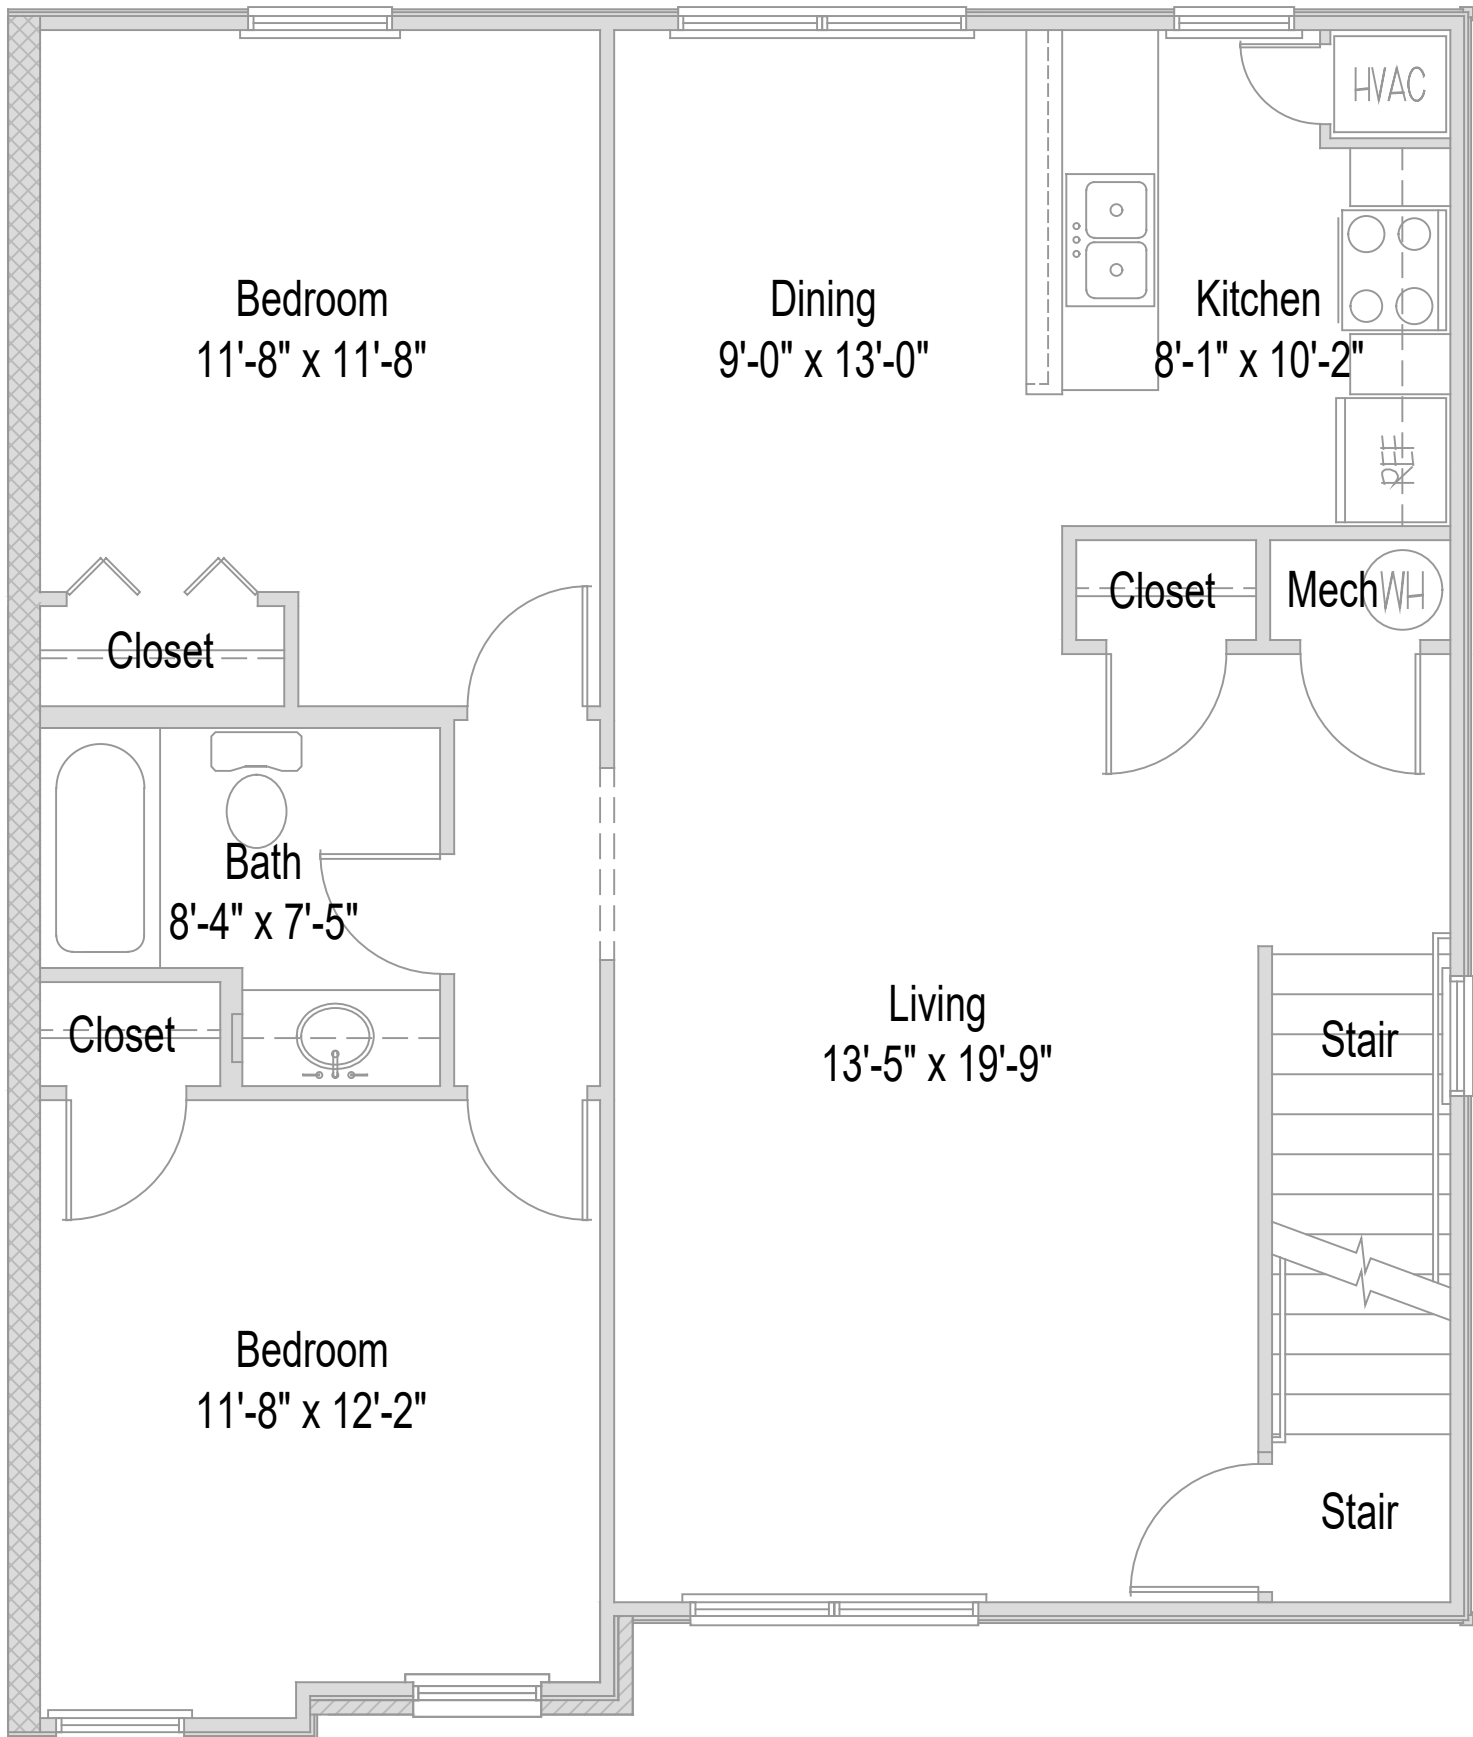 HVAC
Bedroom
11'-8" x 11'-8"
Dining
9'-0" x 13'-0"
Kitchen
8'-1" x 10'-2"
REF
Closet
Mech
WH
Closet
Bath
8'-4" x 7'-5"
Closet
Living
13'-5" x 19'-9"
Stair
Bedroom
11'-8" x 12'-2"
Stair